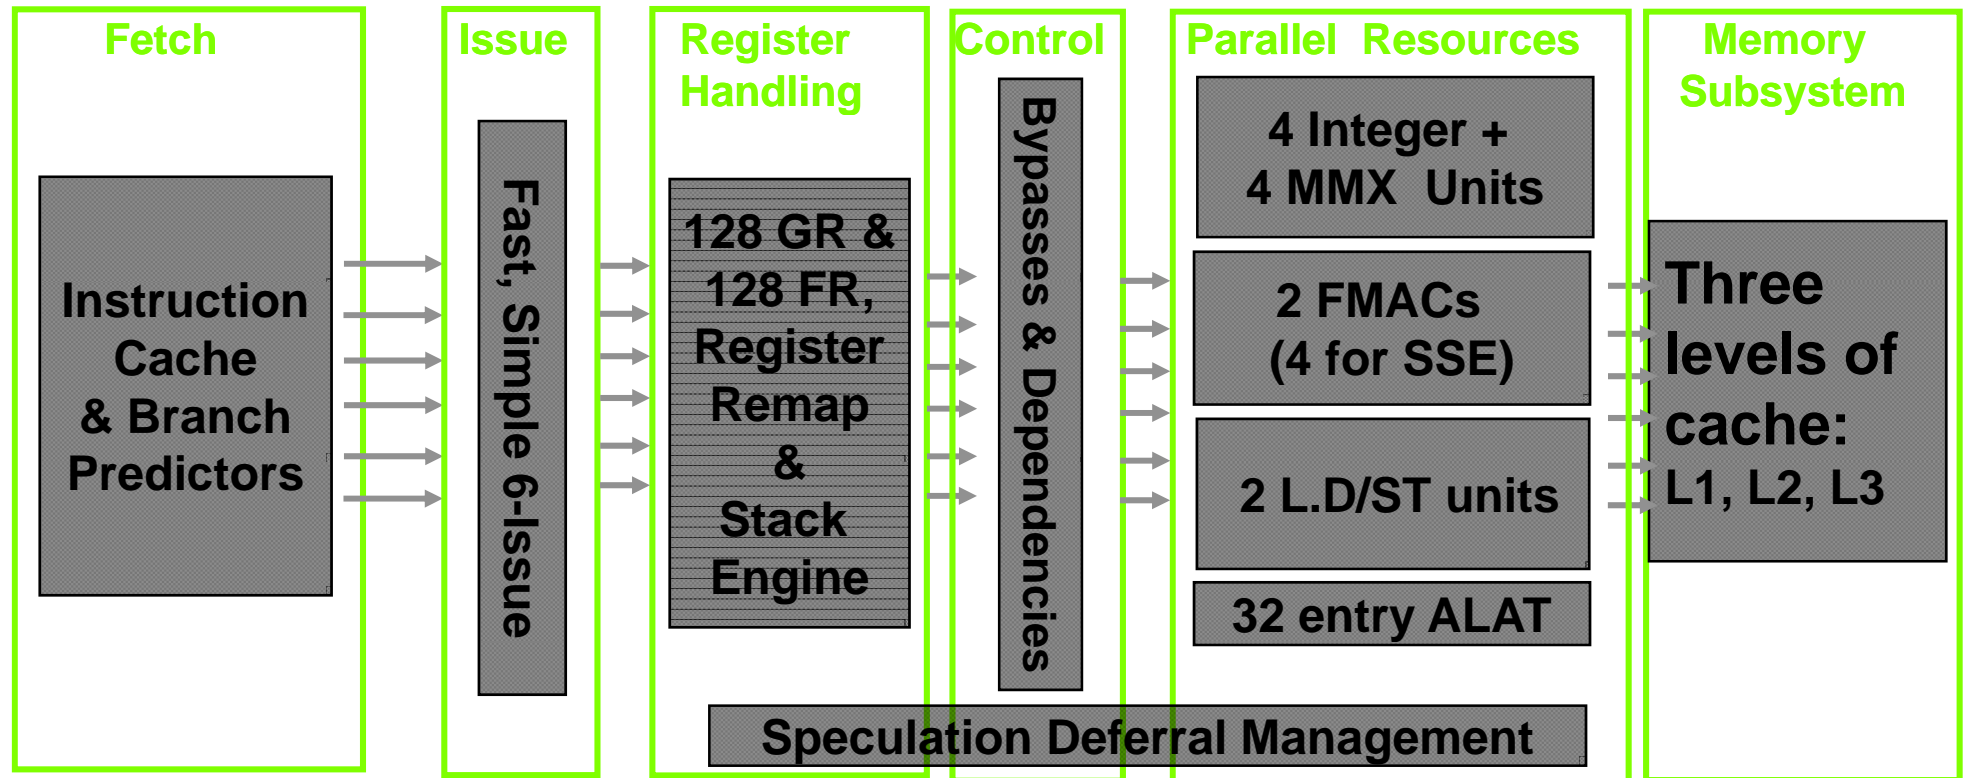 Fetch
Instruction
Cache
& Branch
Predictors
Issue
Fast, Simple 6-Issue
Register
Handling
128 GR &
128 FR,
Register
Remap
&
Stack
Engine
Control
Bypasses & Dependencies
Parallel Resources
4 Integer +
4 MMX Units
2 FMACs
(4 for SSE)
2 L.D/ST units
32 entry ALAT
Speculation Deferral Management
Memory
Subsystem
Three
levels of
cache:
L1, L2, L3